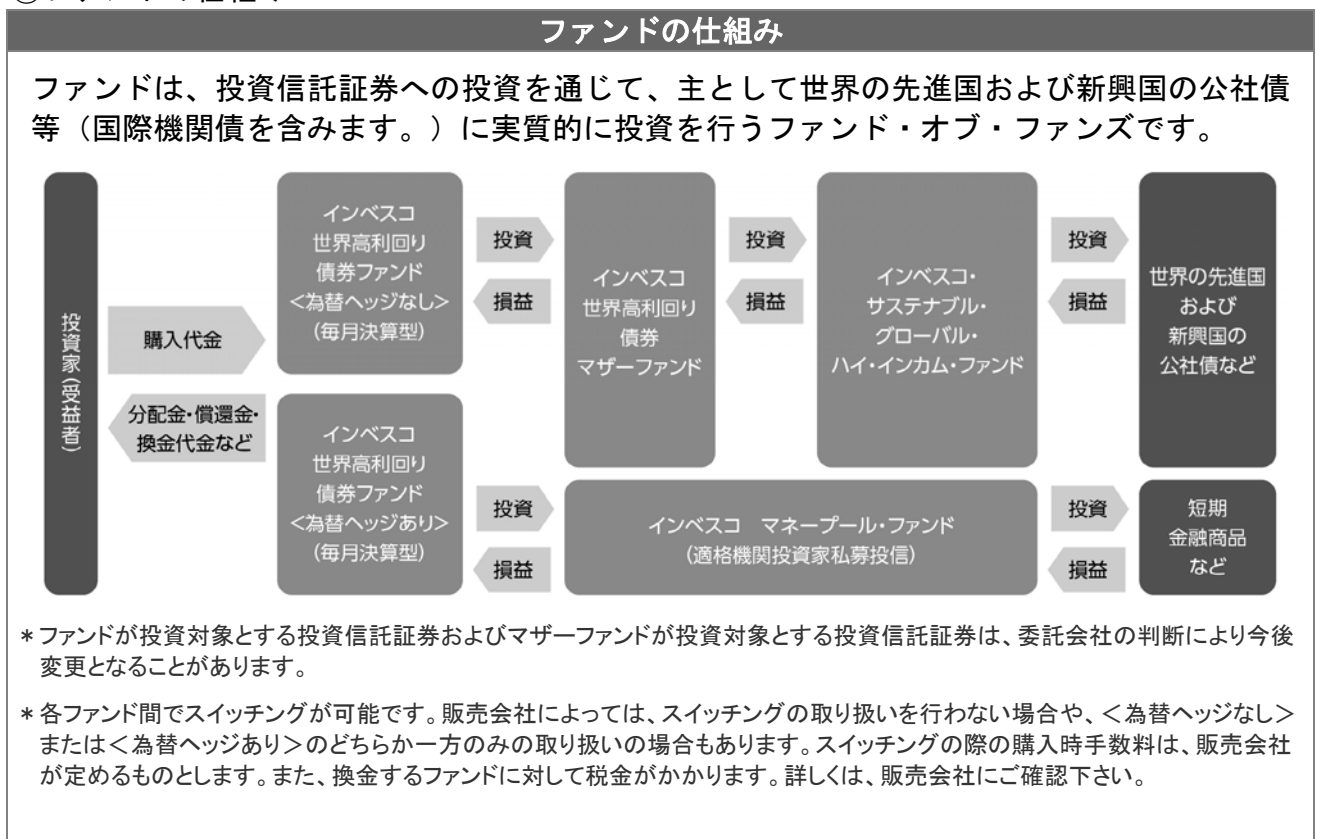 ファンドの仕組み
ファンドは、投資信託証券への投資を通じて、主として世界の先進国および新興国の公社債
等（国際機関債を含みます。）に実質的に投資を行うファンド・オブ・ファンズです。
投資家(受益者)
購入代金
分配金・償還金・
換金代金など
インベスコ
世界高利回り
債券ファンド
＜為替ヘッジなし＞
(毎月決算型)
インベスコ
世界高利回り
債券ファンド
＜為替ヘッジあり＞
(毎月決算型)
投資
損益
投資
損益
インベスコ
世界高利回り
債券
マザーファンド
投資
損益
インベスコ・
サステナブル・
グローバル・
ハイ・インカム・ファンド
インベスコ　マネープール・ファンド
(適格機関投資家私募投信)
投資
損益
投資
損益
世界の先進国
および
新興国の
公社債など
短期
金融商品
など
＊ファンドが投資対象とする投資信託証券およびマザーファンドが投資対象とする投資信託証券は、委託会社の判断により今後
変更となることがあります。
＊各ファンド間でスイッチングが可能です。販売会社によっては、スイッチングの取り扱いを行わない場合や、＜為替ヘッジなし＞
または＜為替ヘッジあり＞のどちらか一方のみの取り扱いの場合もあります。スイッチングの際の購入時手数料は、販売会社
が定めるものとします。また、換金するファンドに対して税金がかかります。詳しくは、販売会社にご確認下さい。